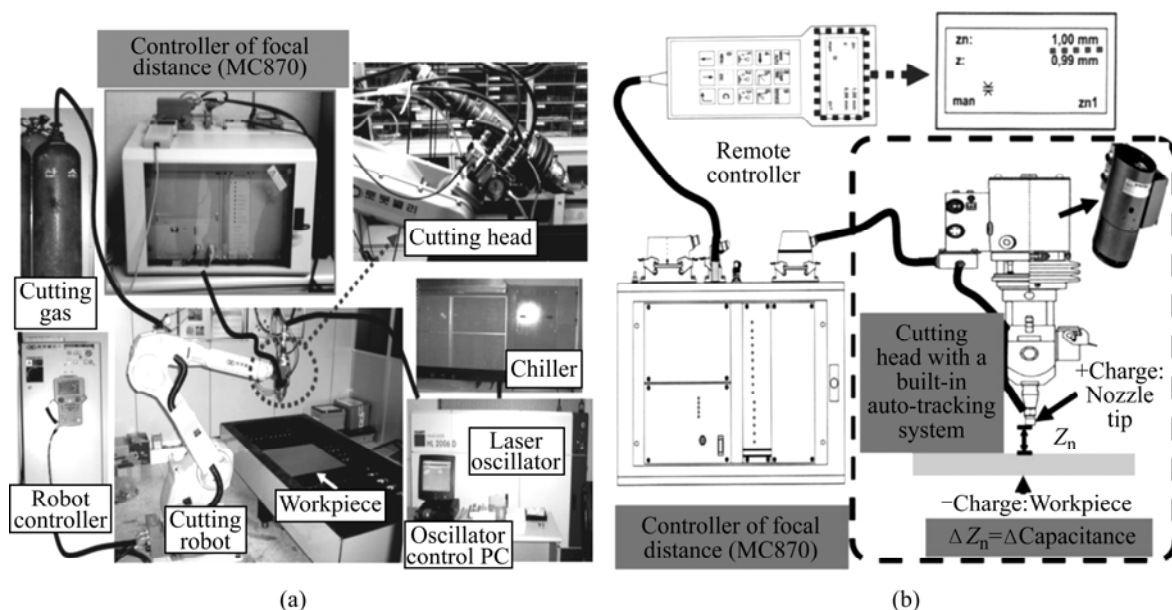 Controller of focal
distance (MC870)
Cutting head
Cutting
gas
Chiller
Laser
oscillator
HL 2006 D
Workpiece
Robot
controller
Cutting
robot
Oscillator
control PC
(a)
zn: 1,00 mm
z: 0,99 mm
man zn1
Remote
controller
Cutting
head with a
built-in
auto-tracking
system
+Charge:
Nozzle
tip
Zn
−Charge:Workpiece
ΔZn=ΔCapacitance
Controller of focal
distance (MC870)
(b)